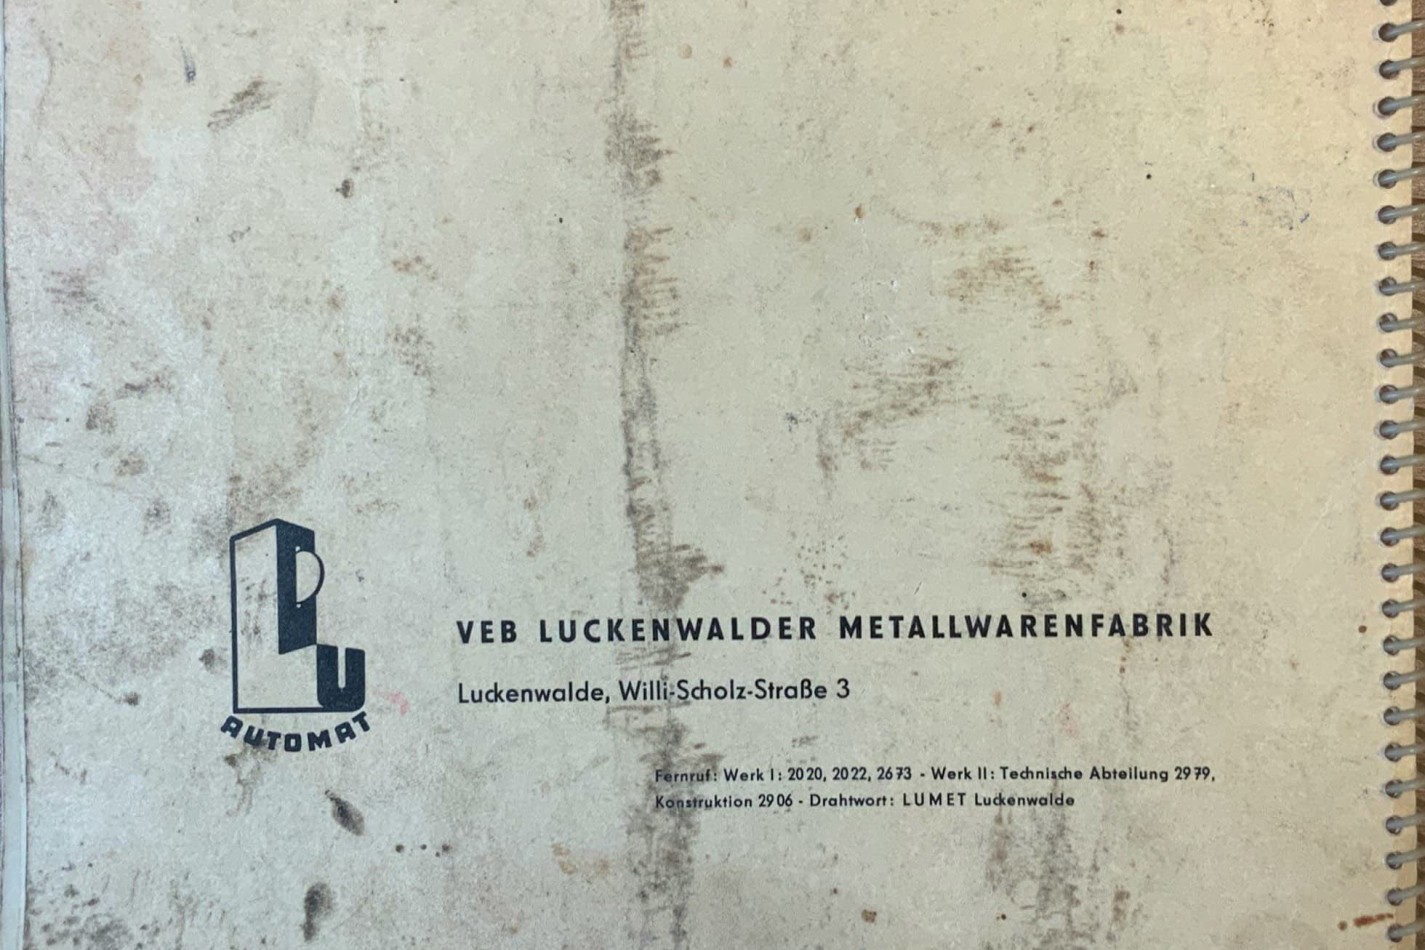 LU
AUTOMAT
VEB LUCKENWALDER METALLWARENFABRIK
Luckenwalde, Willi-Scholz-Straße 3
Fernruf: Werk I: 2020, 2022, 2673 - Werk II: Technische Abteilung 2979,
Konstruktion 2906 - Drahtwort: LUMET Luckenwalde